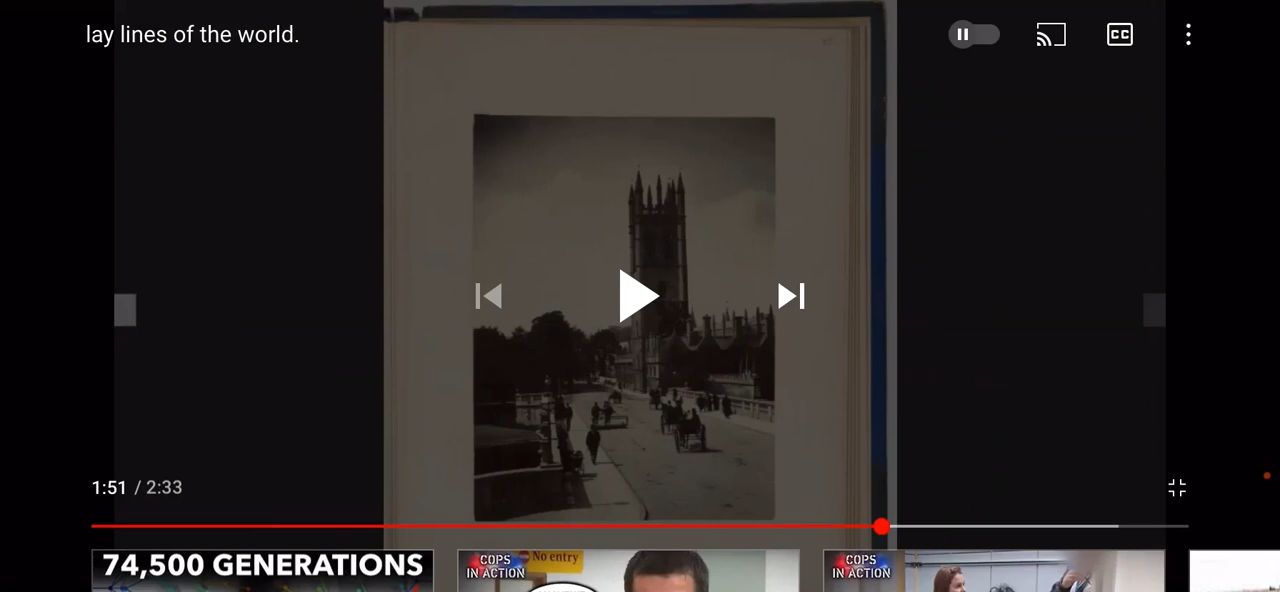 lay lines of the world.
CC
1:51 / 2:33
74,500 GENERATIONS
COPS
IN ACTION
No entry
COPS
IN ACTION